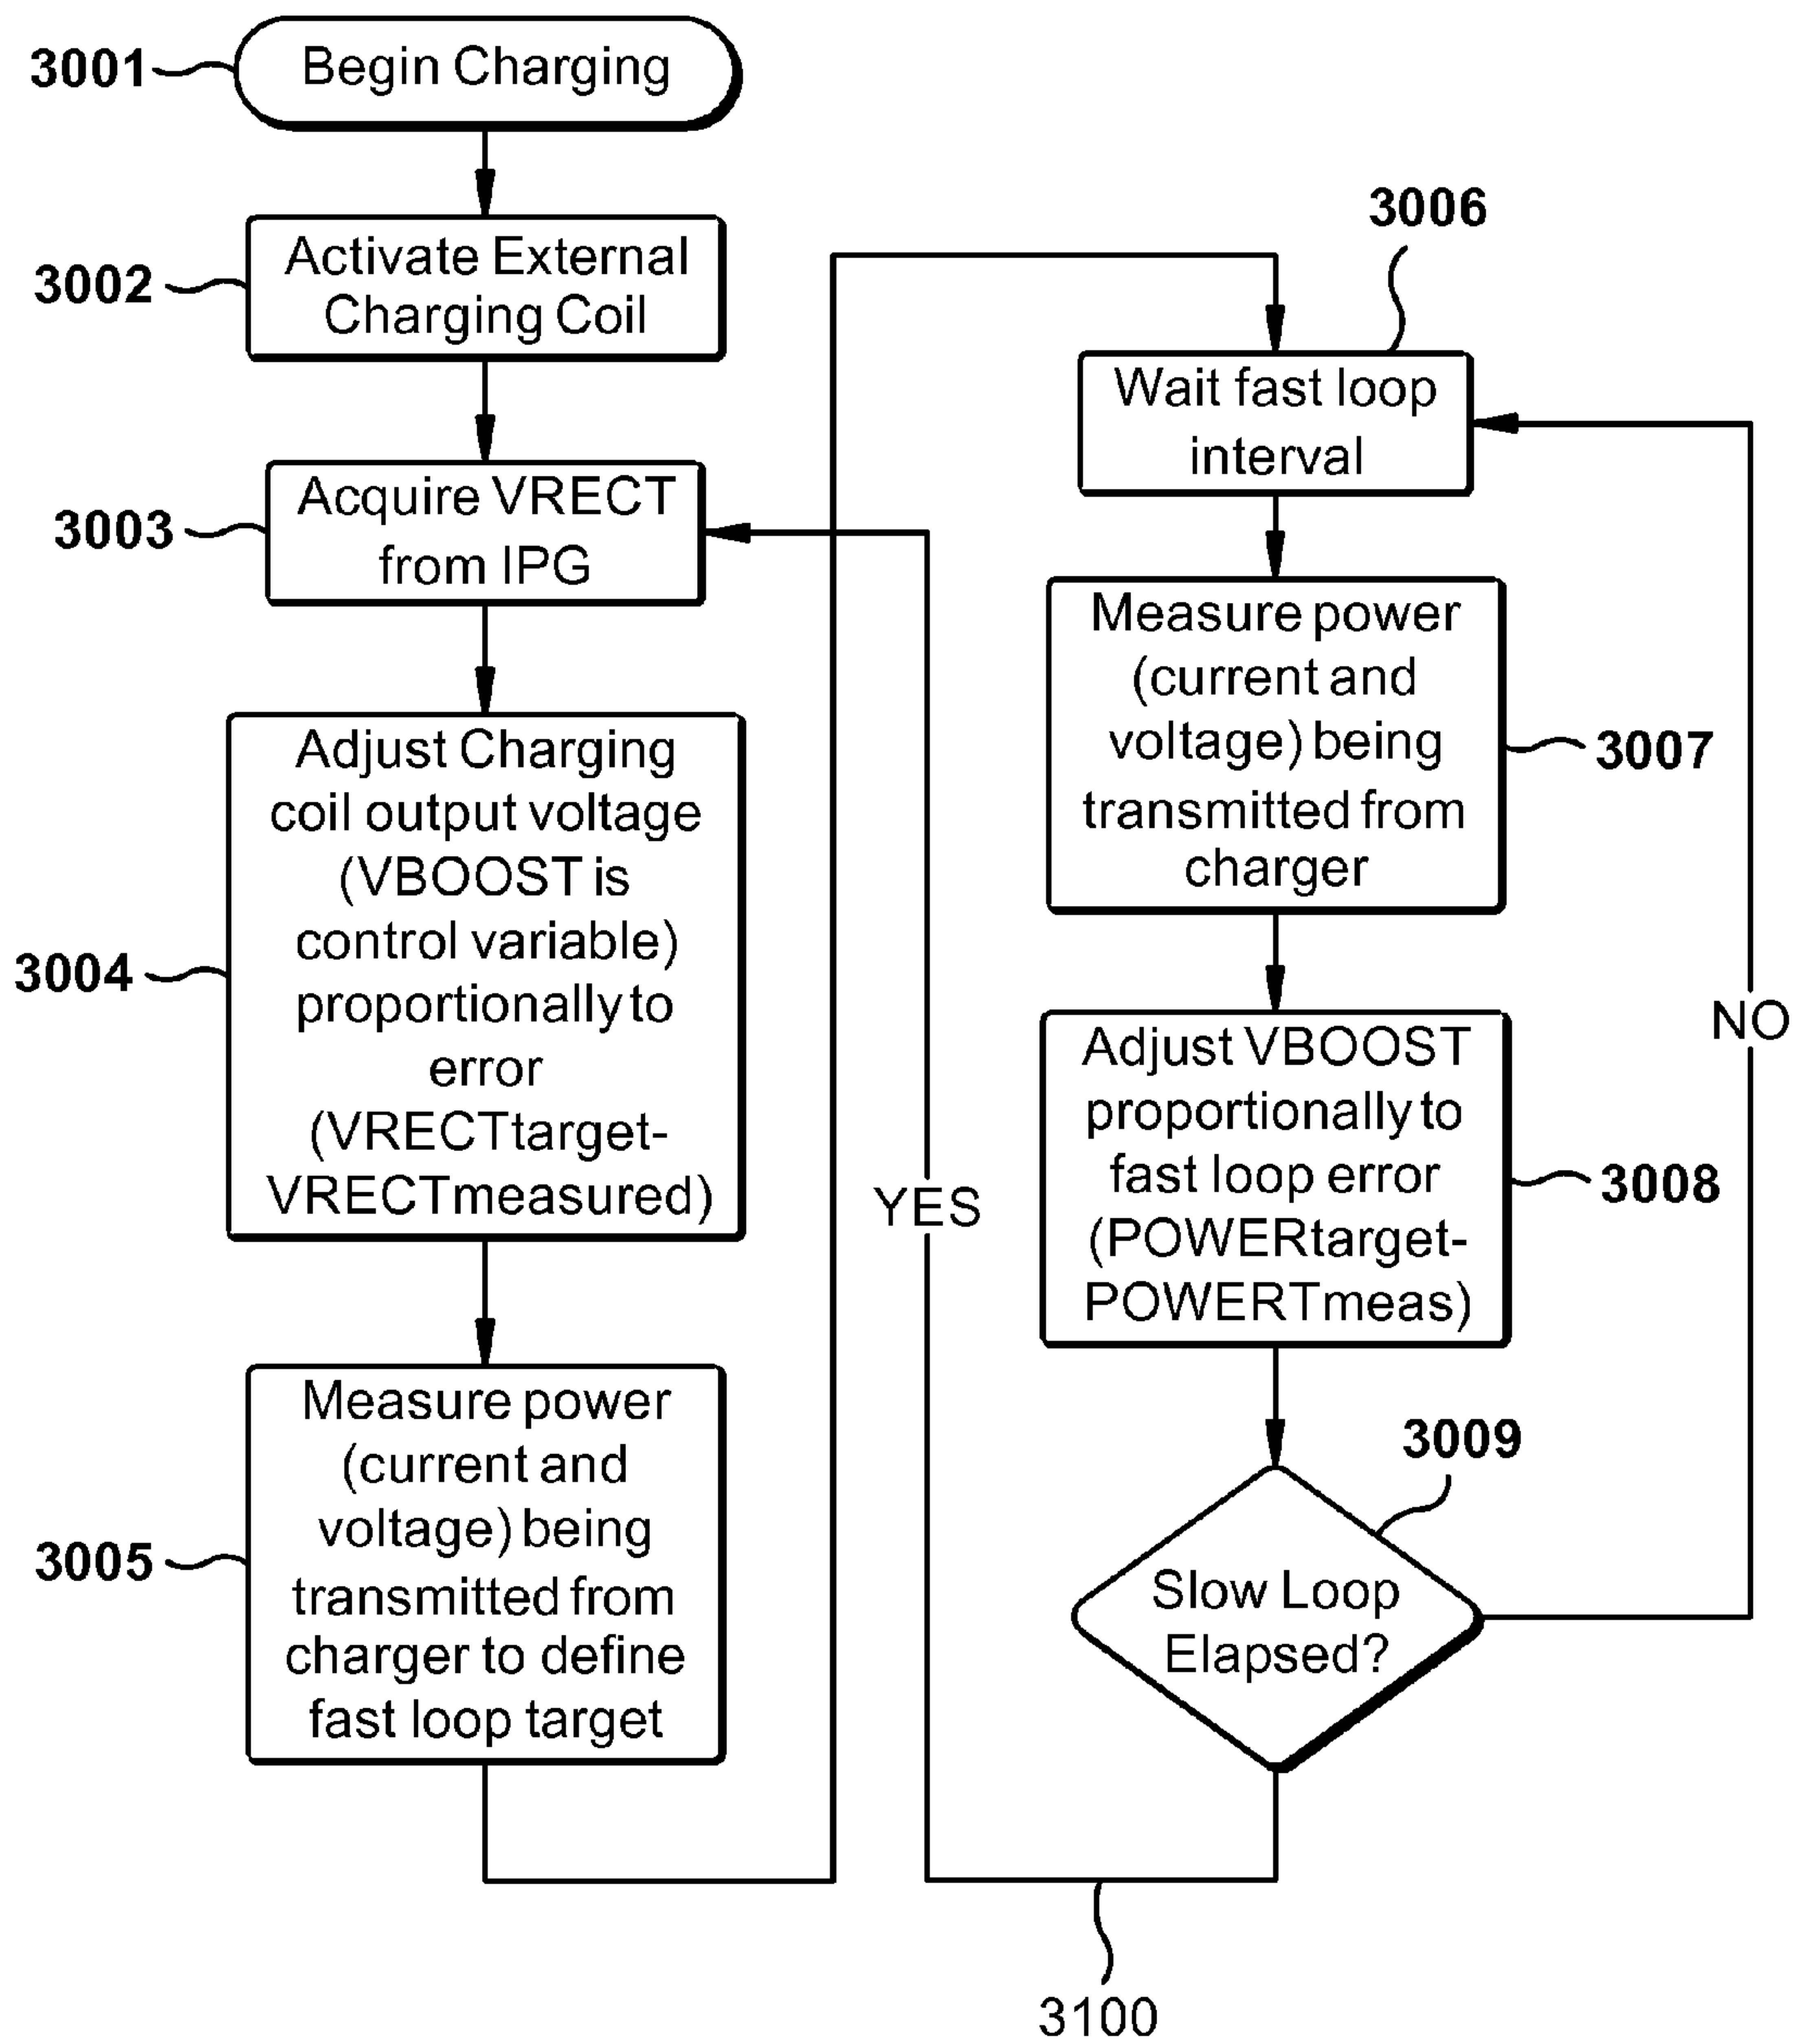 3001
Begin Charging
3002
Activate External
Charging Coil
3003
Acquire VRECT
from IPG
3004
Adjust Charging
coil output voltage
(VBOOST is
control variable)
proportionally to
error
(VRECTtarget-
VRECTmeasured)
3005
Measure power
(current and
voltage) being
transmitted from
charger to define
fast loop target
3006
Wait fast loop
interval
Measure power
(current and
voltage) being
transmitted from
charger
3007
Adjust VBOOST
proportionally to
fast loop error
(POWERtarget-
POWERTmeas)
3008
3009
Slow Loop
Elapsed?
YES
NO
3100